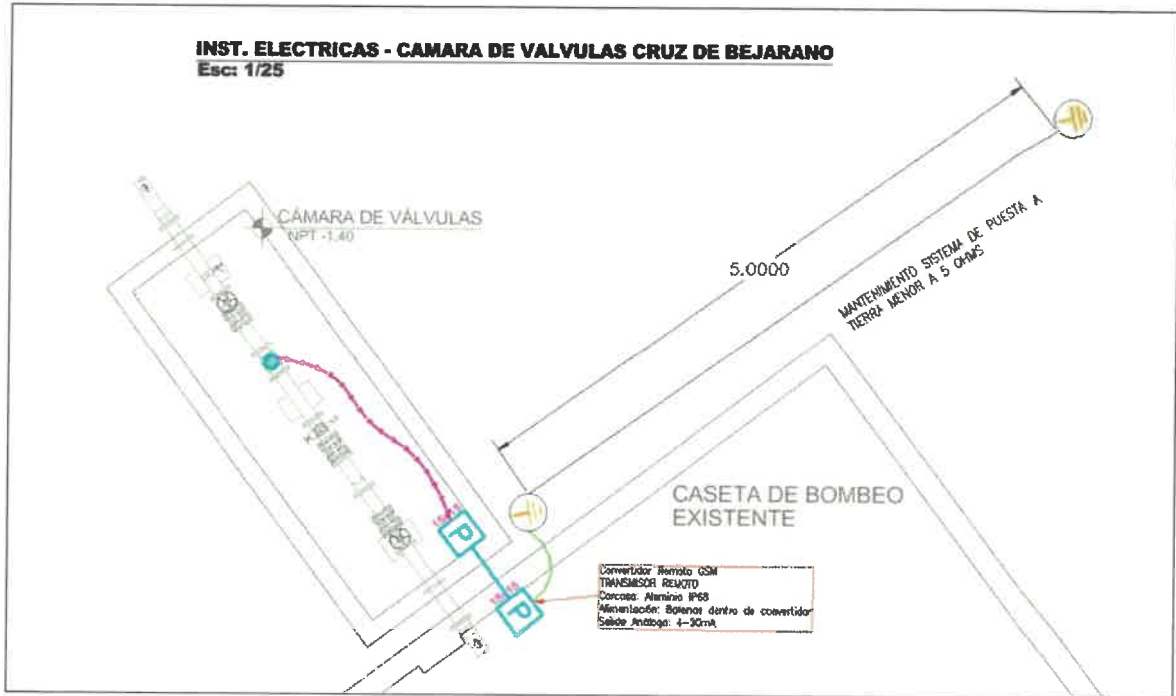 INST. ELECTRICAS - CAMARA DE VALVULAS CRUZ DE BEJARANO
Esc: 1/25
CÁMARA DE VÁLVULAS
NPT -1.40
5.0000
MANTENIMIENTO SISTEMA DE PUESTA A
TIERRA MENOR A 5 OHMS
CASETA DE BOMBEO
EXISTENTE
P
P
Convertidor Remoto GSM
TRANSMISOR REMOTO
Carcasa: Aluminio IP68
Alimentación: Baterias dentro de convertidor
Salida Analoga: 4-20mA